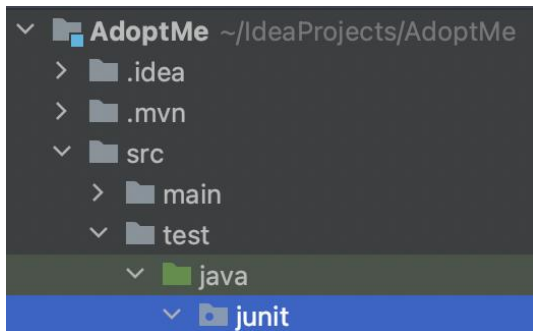 AdoptMe ~/IdeaProjects/AdoptMe
.idea
.mvn
src
main
test
java
junit